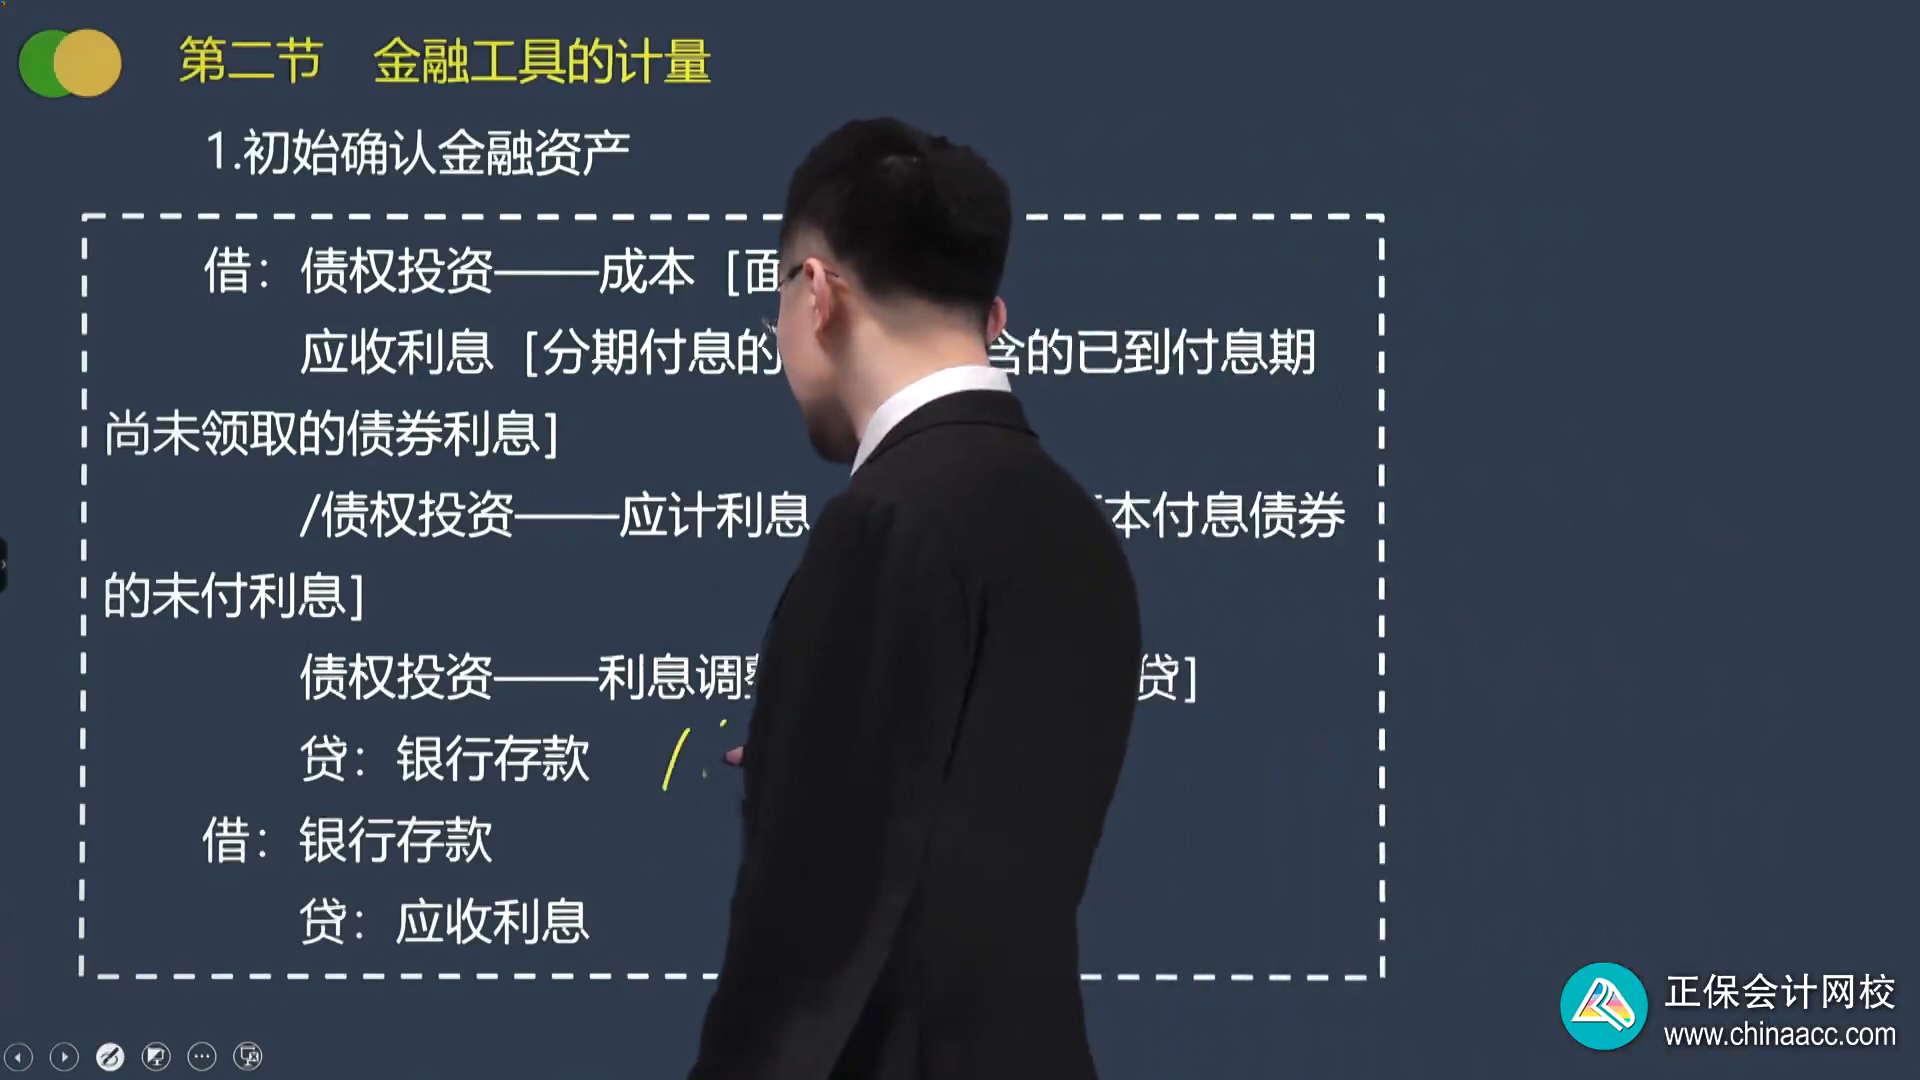 第二节 金融工具的计量
1.初始确认金融资产
借：债权投资——成本 [面
应收利息 [分期付息的 含的已到付息期
尚未领取的债券利息]
/债权投资——应计利息 本付息债券
的未付利息]
债权投资——利息调 贷]
贷：银行存款
借：银行存款
贷：应收利息
正保会计网校
www.chinaacc.com